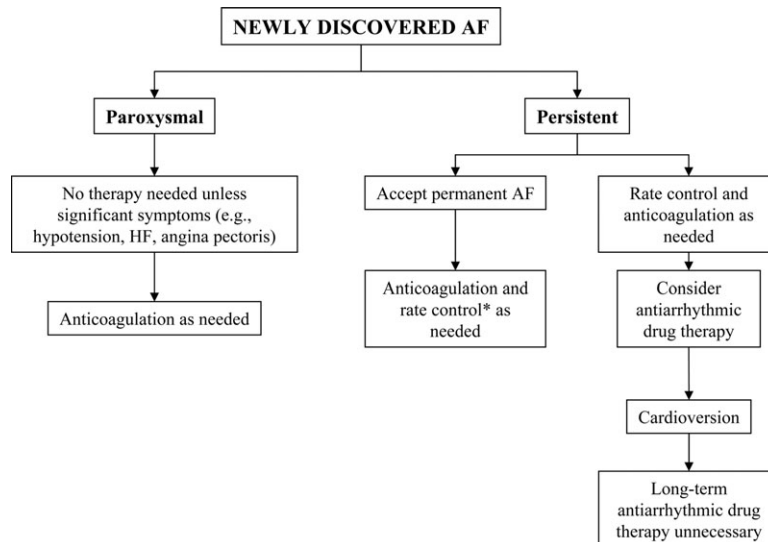 NEWLY DISCOVERED AF
Paroxysmal
Persistent
No therapy needed unless
significant symptoms (e.g.,
hypotension, HF, angina pectoris)
Accept permanent AF
Rate control and
anticoagulation as
needed
Anticoagulation as needed
Anticoagulation and
rate control* as
needed
Consider
antiarrhythmic
drug therapy
Cardioversion
Long-term
antiarrhythmic drug
therapy unnecessary